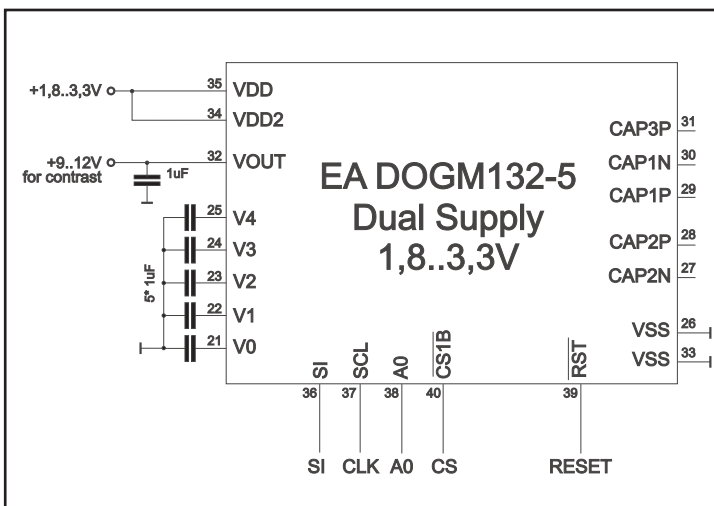 +1,8..3,3V
35 VDD
34 VDD2
+9..12V
for contrast
1uF
32 VOUT
25 V4
24 V3
23 V2
22 V1
21 V0
5* 1uF
EA DOGM132-5
Dual Supply
1,8..3,3V
CAP3P 31
CAP1N 30
CAP1P 29
CAP2P 28
CAP2N 27
VSS 26
VSS 33
SI SCL A0 CS1B RST
36 37 38 40 39
SI CLK A0 CS RESET